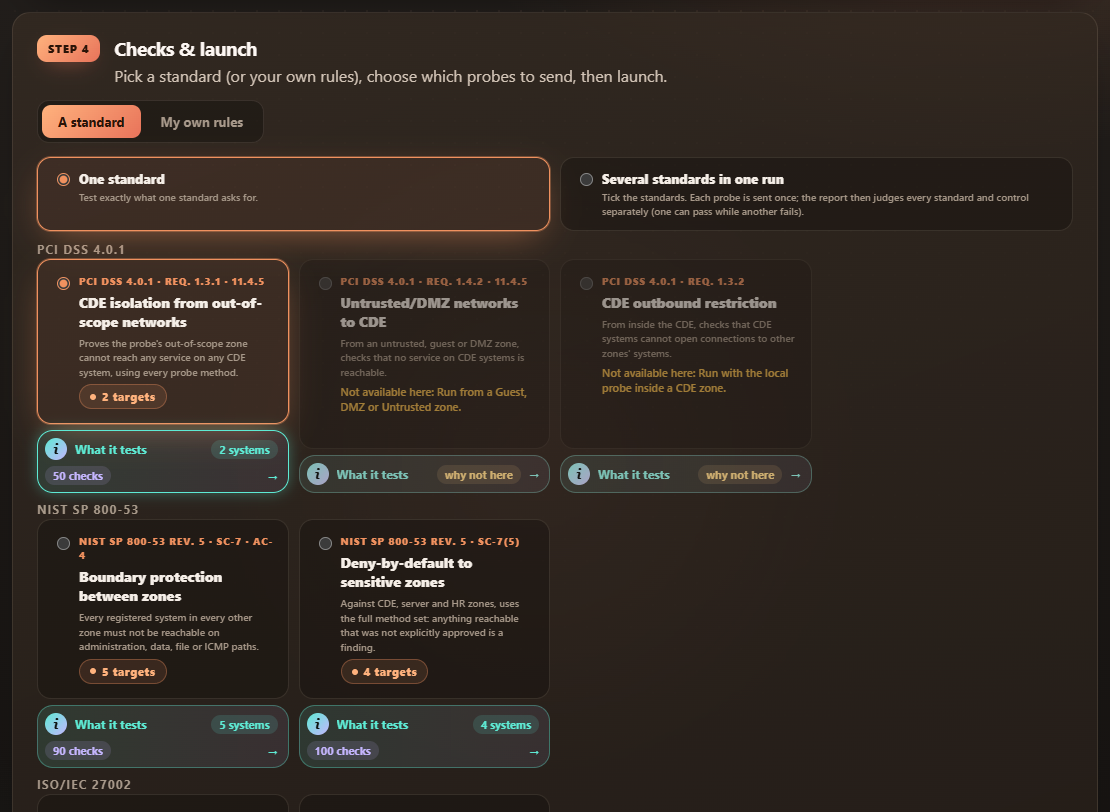 STEP 4
Checks & launch
Pick a standard (or your own rules), choose which probes to send, then launch.
A standard
My own rules
One standard
Test exactly what one standard asks for.
Several standards in one run
Tick the standards. Each probe is sent once; the report then judges every standard and control
separately (one can pass while another fails).
PCI DSS 4.0.1
PCI DSS 4.0.1 · REQ. 1.3.1 · 11.4.5
CDE isolation from out-of-
scope networks
Proves the probe's out-of-scope zone
cannot reach any service on any CDE
system, using every probe method.
2 targets
i What it tests
2 systems
50 checks
→
PCI DSS 4.0.1 · REQ. 1.4.2 · 11.4.5
Untrusted/DMZ networks
to CDE
From an untrusted, guest or DMZ zone,
checks that no service on CDE systems is
reachable.
Not available here: Run from a Guest,
DMZ or Untrusted zone.
i What it tests
why not here
→
PCI DSS 4.0.1 · REQ. 1.3.2
CDE outbound restriction
From inside the CDE, checks that CDE
systems cannot open connections to other
zones' systems.
Not available here: Run with the local
probe inside a CDE zone.
i What it tests
why not here
→
NIST SP 800-53
NIST SP 800-53 REV. 5 · SC-7 · AC-
4
Boundary protection
between zones
Every registered system in every other
zone must not be reachable on
administration, data, file or ICMP paths.
5 targets
i What it tests
5 systems
90 checks
→
NIST SP 800-53 REV. 5 · SC-7(5)
Deny-by-default to
sensitive zones
Against CDE, server and HR zones, uses
the full method set: anything reachable
that was not explicitly approved is a
finding.
4 targets
i What it tests
4 systems
100 checks
→
ISO/IEC 27002